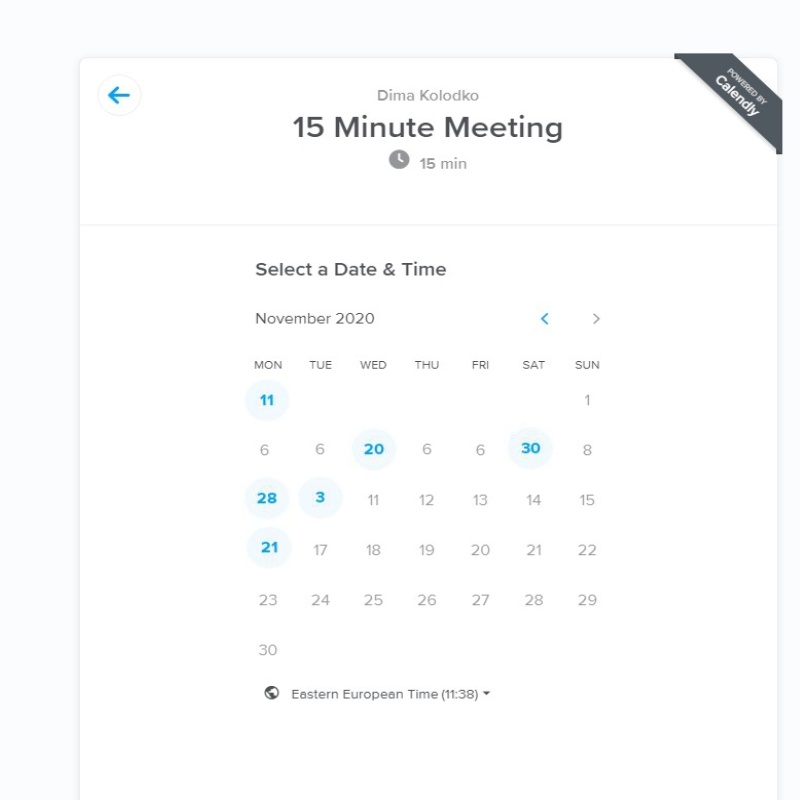 POWERED BY
Calendly
Dima Kolodko
15 Minute Meeting
15 min
Select a Date & Time
November 2020
MON TUE WED THU FRI SAT SUN
11 1
6 6 20 6 6 30 8
28 3 11 12 13 14 15
21 17 18 19 20 21 22
23 24 25 26 27 28 29
30
Eastern European Time (11:38)